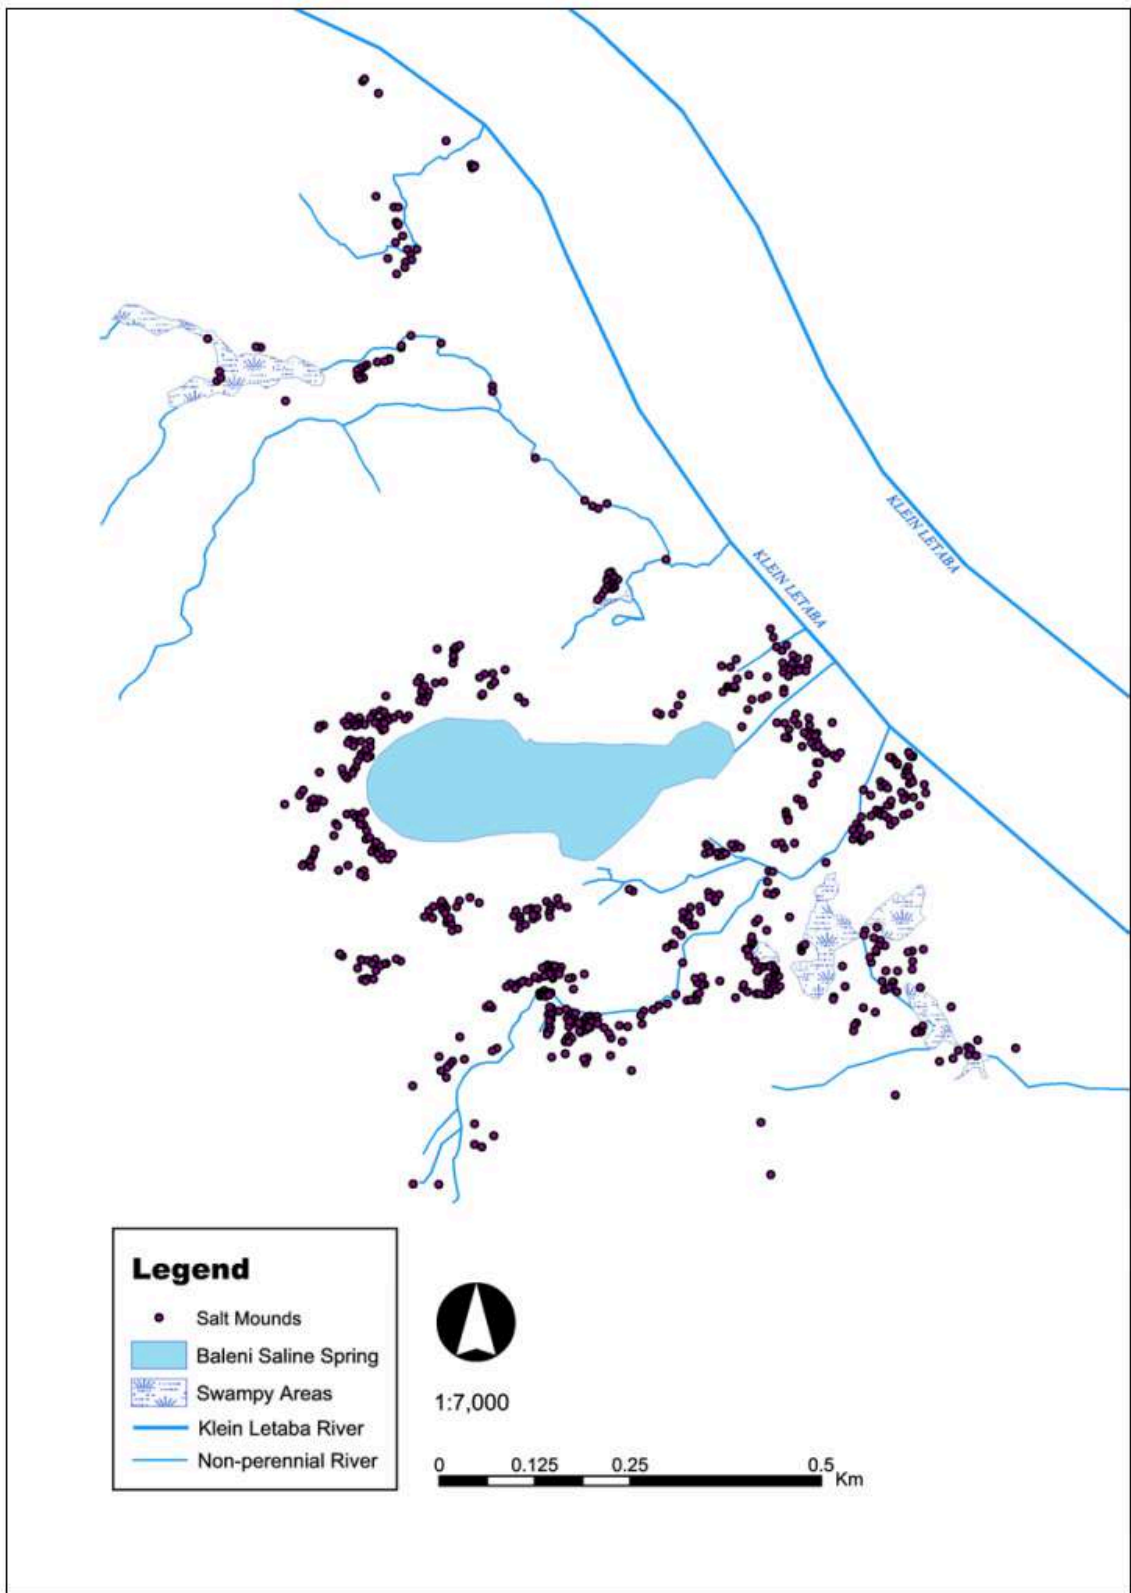 KLEIN LETABA
KLEIN LETABA
Legend
Salt Mounds
Baleni Saline Spring
Swampy Areas
Klein Letaba River
Non-perennial River
1:7,000
0 0.125 0.25 0.5
Km